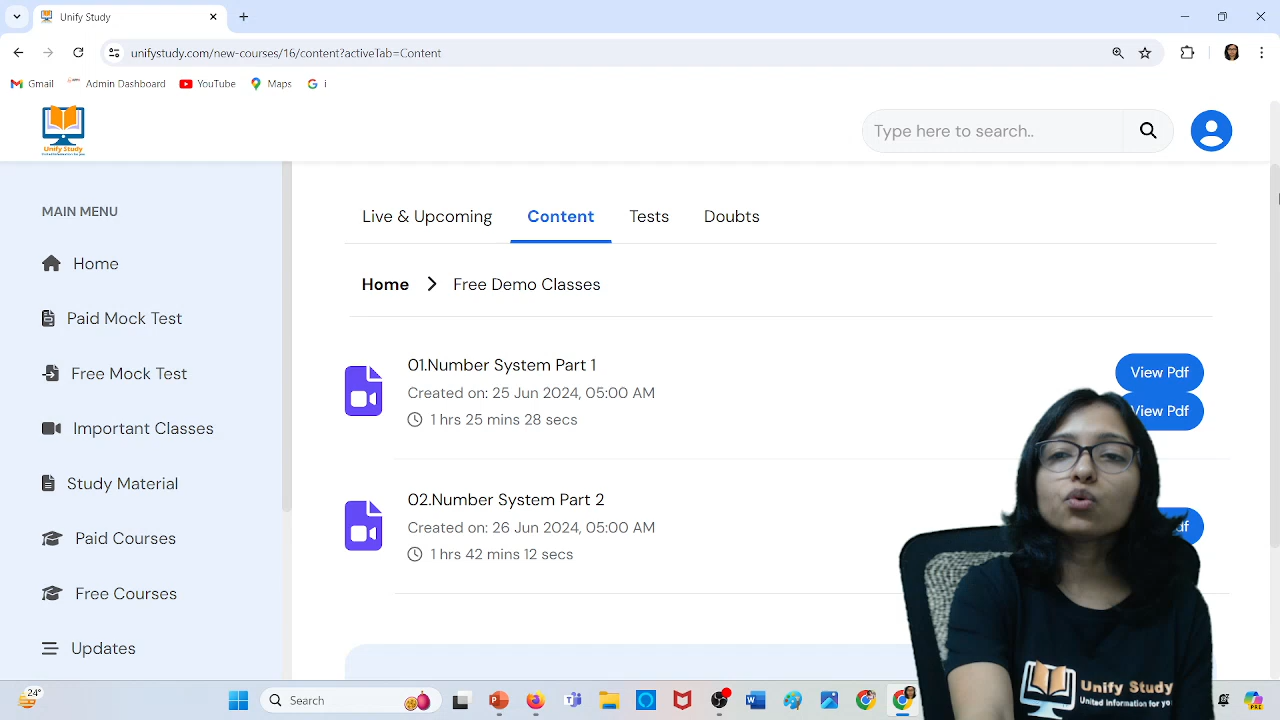 Unify Study
unifystudy.com/new-courses/16/content?activeTab=Content
Gmail
Admin Dashboard
YouTube
Maps
i
Unify Study
United Information for you
Type here to search..
MAIN MENU
Home
Paid Mock Test
Free Mock Test
Important Classes
Study Material
Paid Courses
Free Courses
Updates
Live & Upcoming
Content
Tests
Doubts
Home > Free Demo Classes
01.Number System Part 1
Created on: 25 Jun 2024, 05:00 AM
1 hrs 25 mins 28 secs
View Pdf
View Pdf
02.Number System Part 2
Created on: 26 Jun 2024, 05:00 AM
1 hrs 42 mins 12 secs
df
Unify Study
United Information for yo
24°
Search